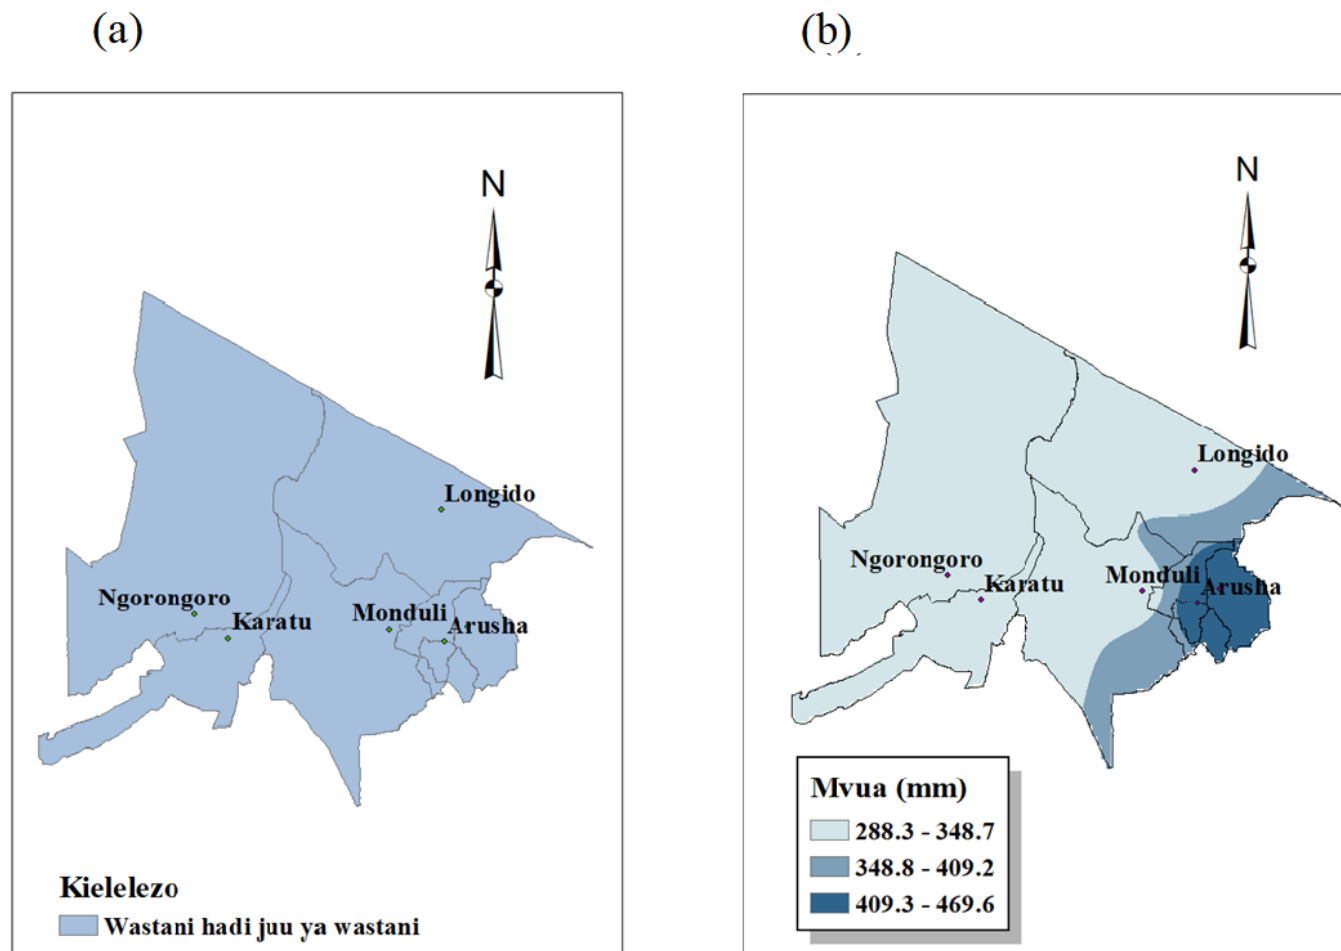 (a)
(b)
N
Longido
Ngorongoro
Karatu
Monduli
Arusha
Kielelezo
Wastani hadi juu ya wastani
N
Longido
Ngorongoro
Karatu
Monduli
Arusha
Mvua (mm)
288.3 - 348.7
348.8 - 409.2
409.3 - 469.6